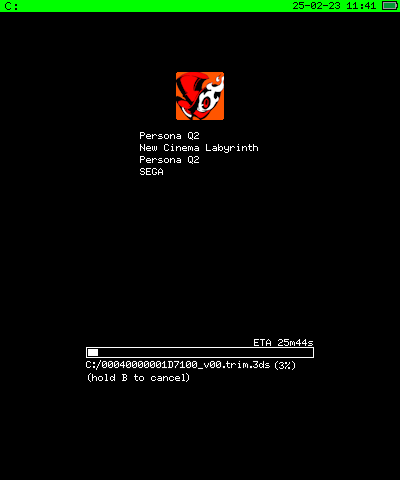 C:
25-02-23 11:41
Persona Q2
New Cinema Labyrinth
Persona Q2
SEGA
ETA 25m44s
C:/00040000001D7100_v00.trim.3ds (3%)
(hold B to cancel)